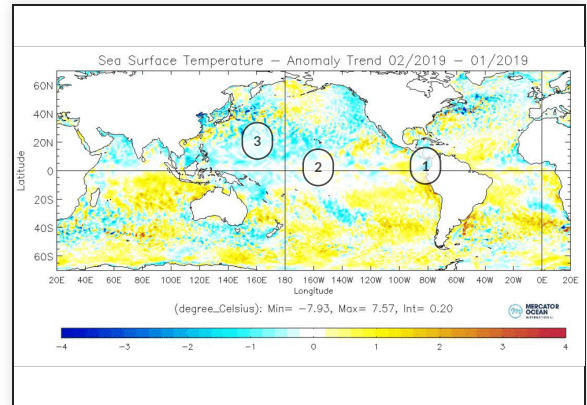 Sea Surface Temperature – Anomaly Trend 02/2019 – 01/2019
60N
40N
20N
0
20S
40S
60S
Latitude
3
2
1
20E 40E 60E 80E 100E 120E 140E 160E 180 160W 140W 120W 100W 80W 60W 40W 20W 0E 20E
Longitude
(degree_Celsius): Min= −7.93, Max= 7.57, Int= 0.20
MERCATOR
OCEAN
INTERNATIONAL
−4 −3 −2 −1 0 1 2 3 4